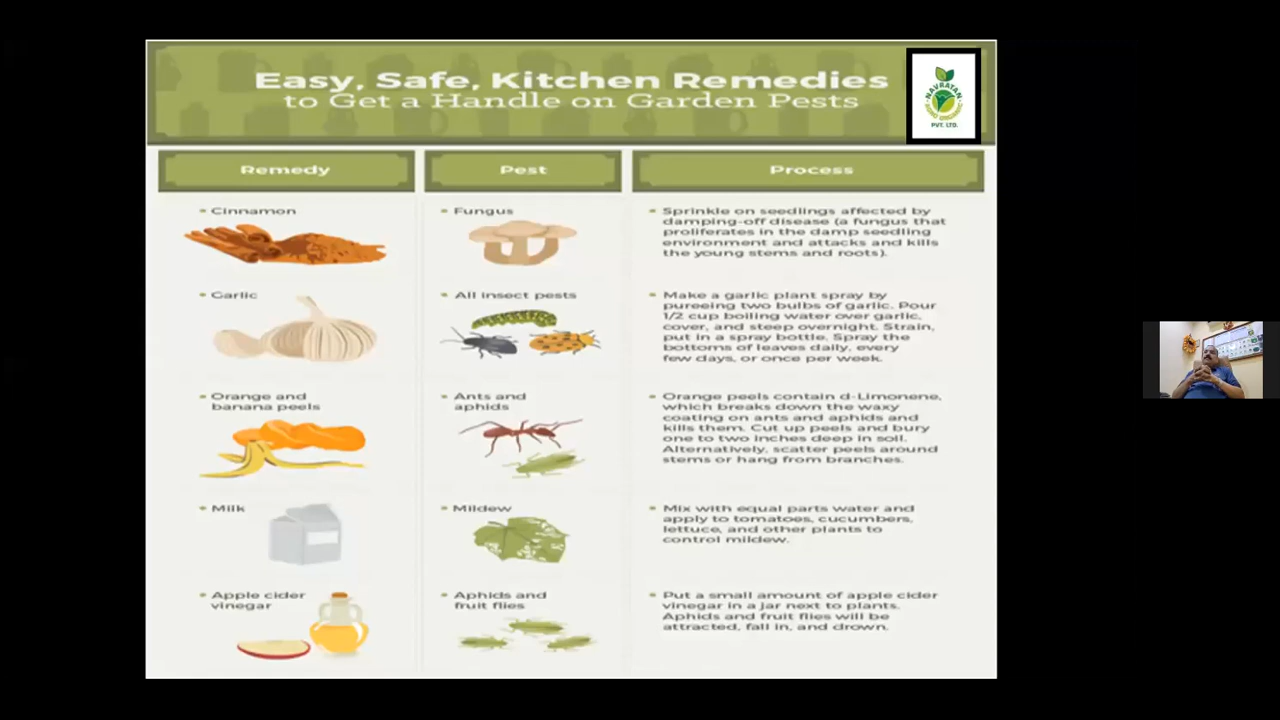 Easy, Safe, Kitchen Remedies
to Get a Handle on Garden Pests
NAVRATAN
PVT. LTD.
Remedy
Pest
Process
• Cinnamon
• Fungus
• Sprinkle on seedlings affected by
damping-off disease (a fungus that
proliferates in the damp seedling
environment and attacks and kills
the young stems and roots).
• Garlic
• All insect pests
• Make a garlic plant spray by
pureeing two bulbs of garlic. Pour
1/2 cup boiling water over garlic,
cover, and steep overnight. Strain,
put in a spray bottle. Spray the
bottoms of leaves daily, every
few days, or once per week.
• Orange and
banana peels
• Ants and
aphids
• Orange peels contain d-Limonene,
which breaks down the waxy
coating on ants and aphids and
kills them. Cut up peels and bury
one to two inches deep in soil.
Alternatively, scatter peels around
stems or hang from branches.
• Milk
• Mildew
• Mix with equal parts water and
apply to tomatoes, cucumbers,
lettuce, and other plants to
control mildew.
• Apple cider
vinegar
• Aphids and
fruit flies
• Put a small amount of apple cider
vinegar in a jar next to plants.
Aphids and fruit flies will be
attracted, fall in, and drown.